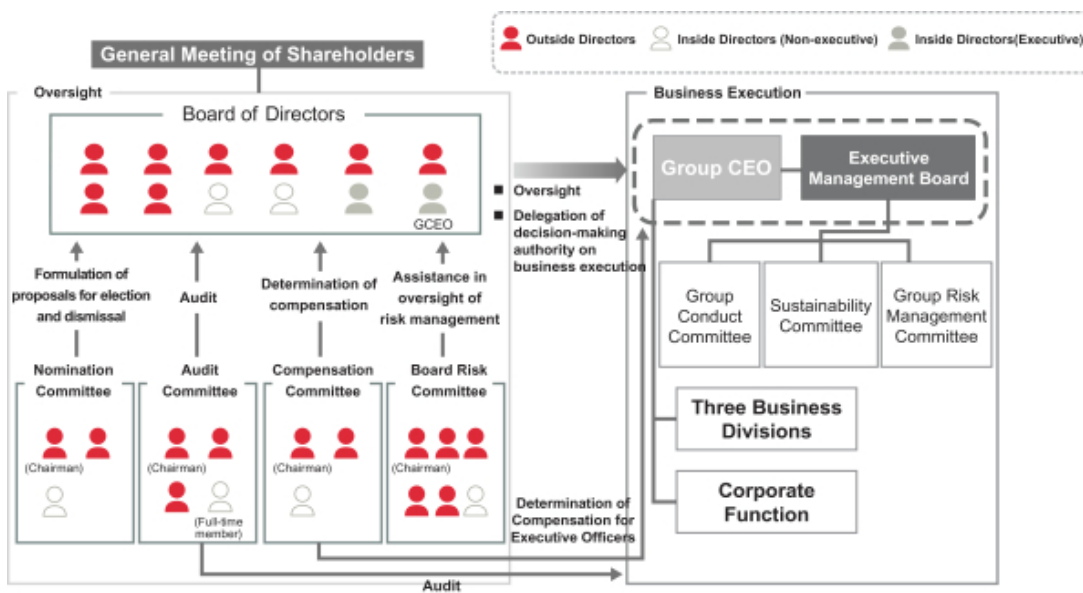 Outside Directors
Inside Directors (Non-executive)
Inside Directors(Executive)
General Meeting of Shareholders
Oversight
Board of Directors
GCEO
Formulation of
proposals for election
and dismissal
Audit
Determination of
compensation
Assistance in
oversight of
risk management
Nomination
Committee
(Chairman)
Audit
Committee
(Chairman)
(Full-time
member)
Compensation
Committee
(Chairman)
Board Risk
Committee
(Chairman)
■ Oversight
■ Delegation of
decision-making
authority on
business execution
Determination of
Compensation for
Executive Officers
Audit
Business Execution
Group CEO
Executive
Management Board
Group
Conduct
Committee
Sustainability
Committee
Group Risk
Management
Committee
Three Business
Divisions
Corporate
Function